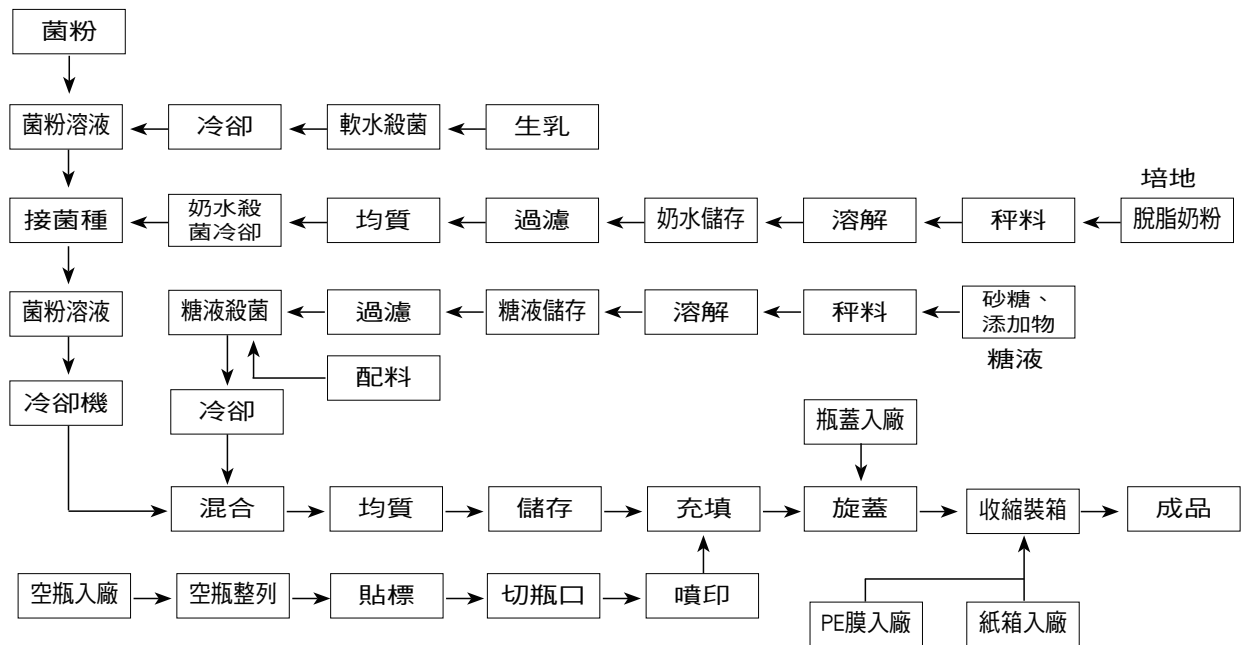 菌粉
菌粉溶液
冷卻
軟水殺菌
生乳
培地
接菌種
奶水殺
菌冷卻
均質
過濾
奶水儲存
溶解
秤料
脫脂奶粉
菌粉溶液
糖液殺菌
過濾
糖液儲存
溶解
秤料
砂糖、
添加物
糖液
配料
冷卻機
冷卻
瓶蓋入廠
混合
均質
儲存
充填
旋蓋
收縮裝箱
成品
空瓶入廠
空瓶整列
貼標
切瓶口
噴印
PE膜入廠
紙箱入廠